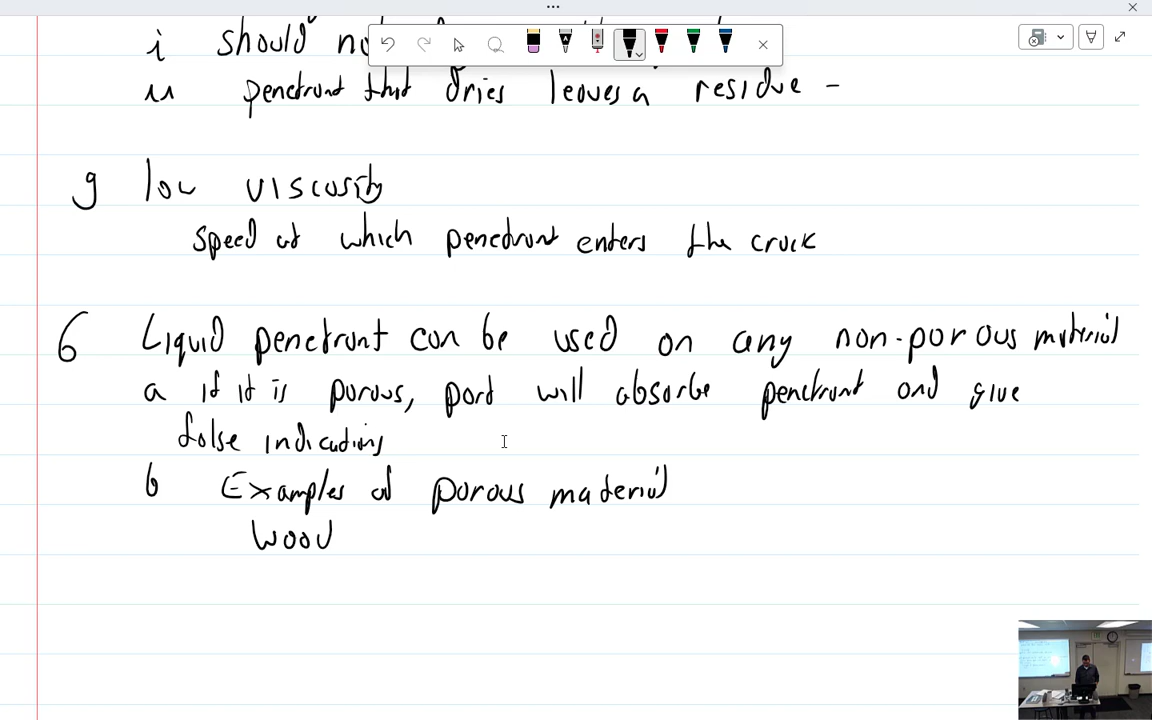 i should
ii penetrant that dries leaves a residue -
g low viscosity
speed at which penetrant enters the crack
6 Liquid penetrant can be used on any non-porous material
a if it is porous, part will absorbe penetrant and give
false indications
b Examples of porous material
Wood